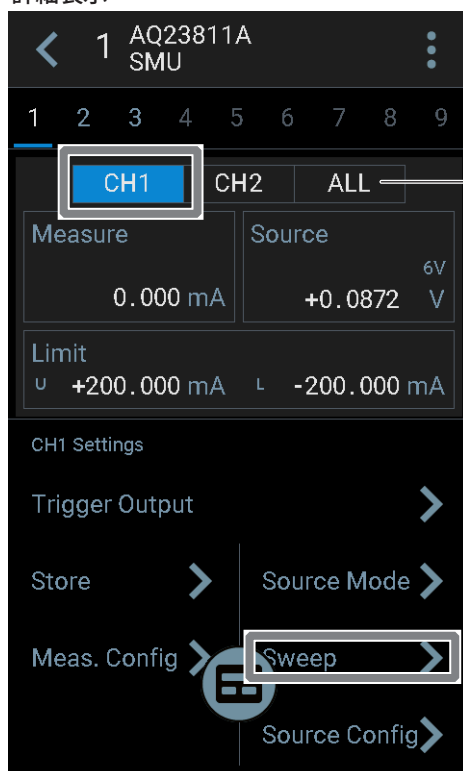 1 AQ23811A
SMU
1 2 3 4 5 6 7 8 9
CH1 CH2 ALL
Measure Source
6V
0.000 mA +0.0872 V
Limit
U +200.000 mA L -200.000 mA
CH1 Settings
Trigger Output
Store Source Mode
Meas. Config Sweep
Source Config